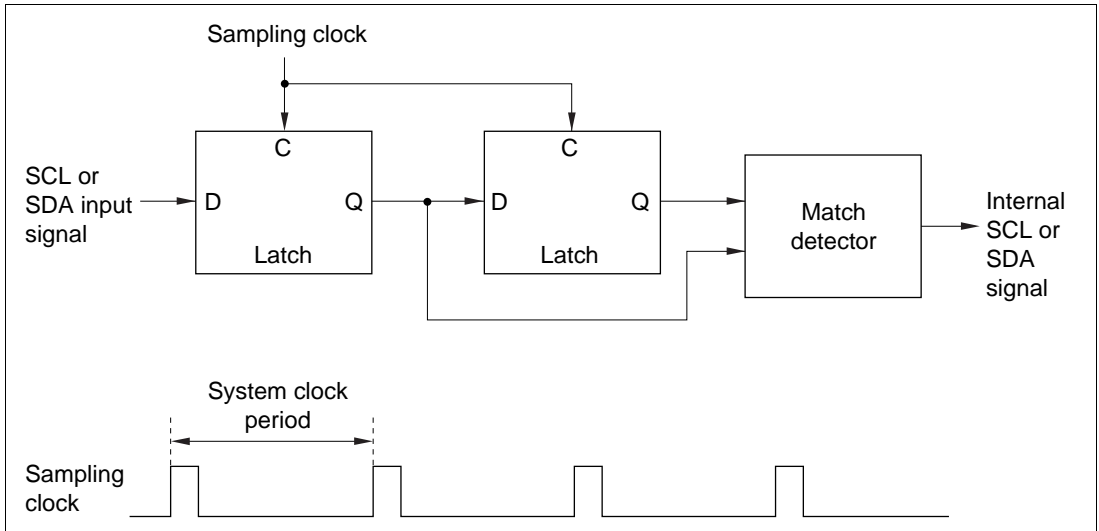 Sampling clock
C
C
SCL or
SDA input
signal
D
Q
D
Q
Latch
Latch
Match
detector
Internal
SCL or
SDA
signal
System clock
period
Sampling
clock